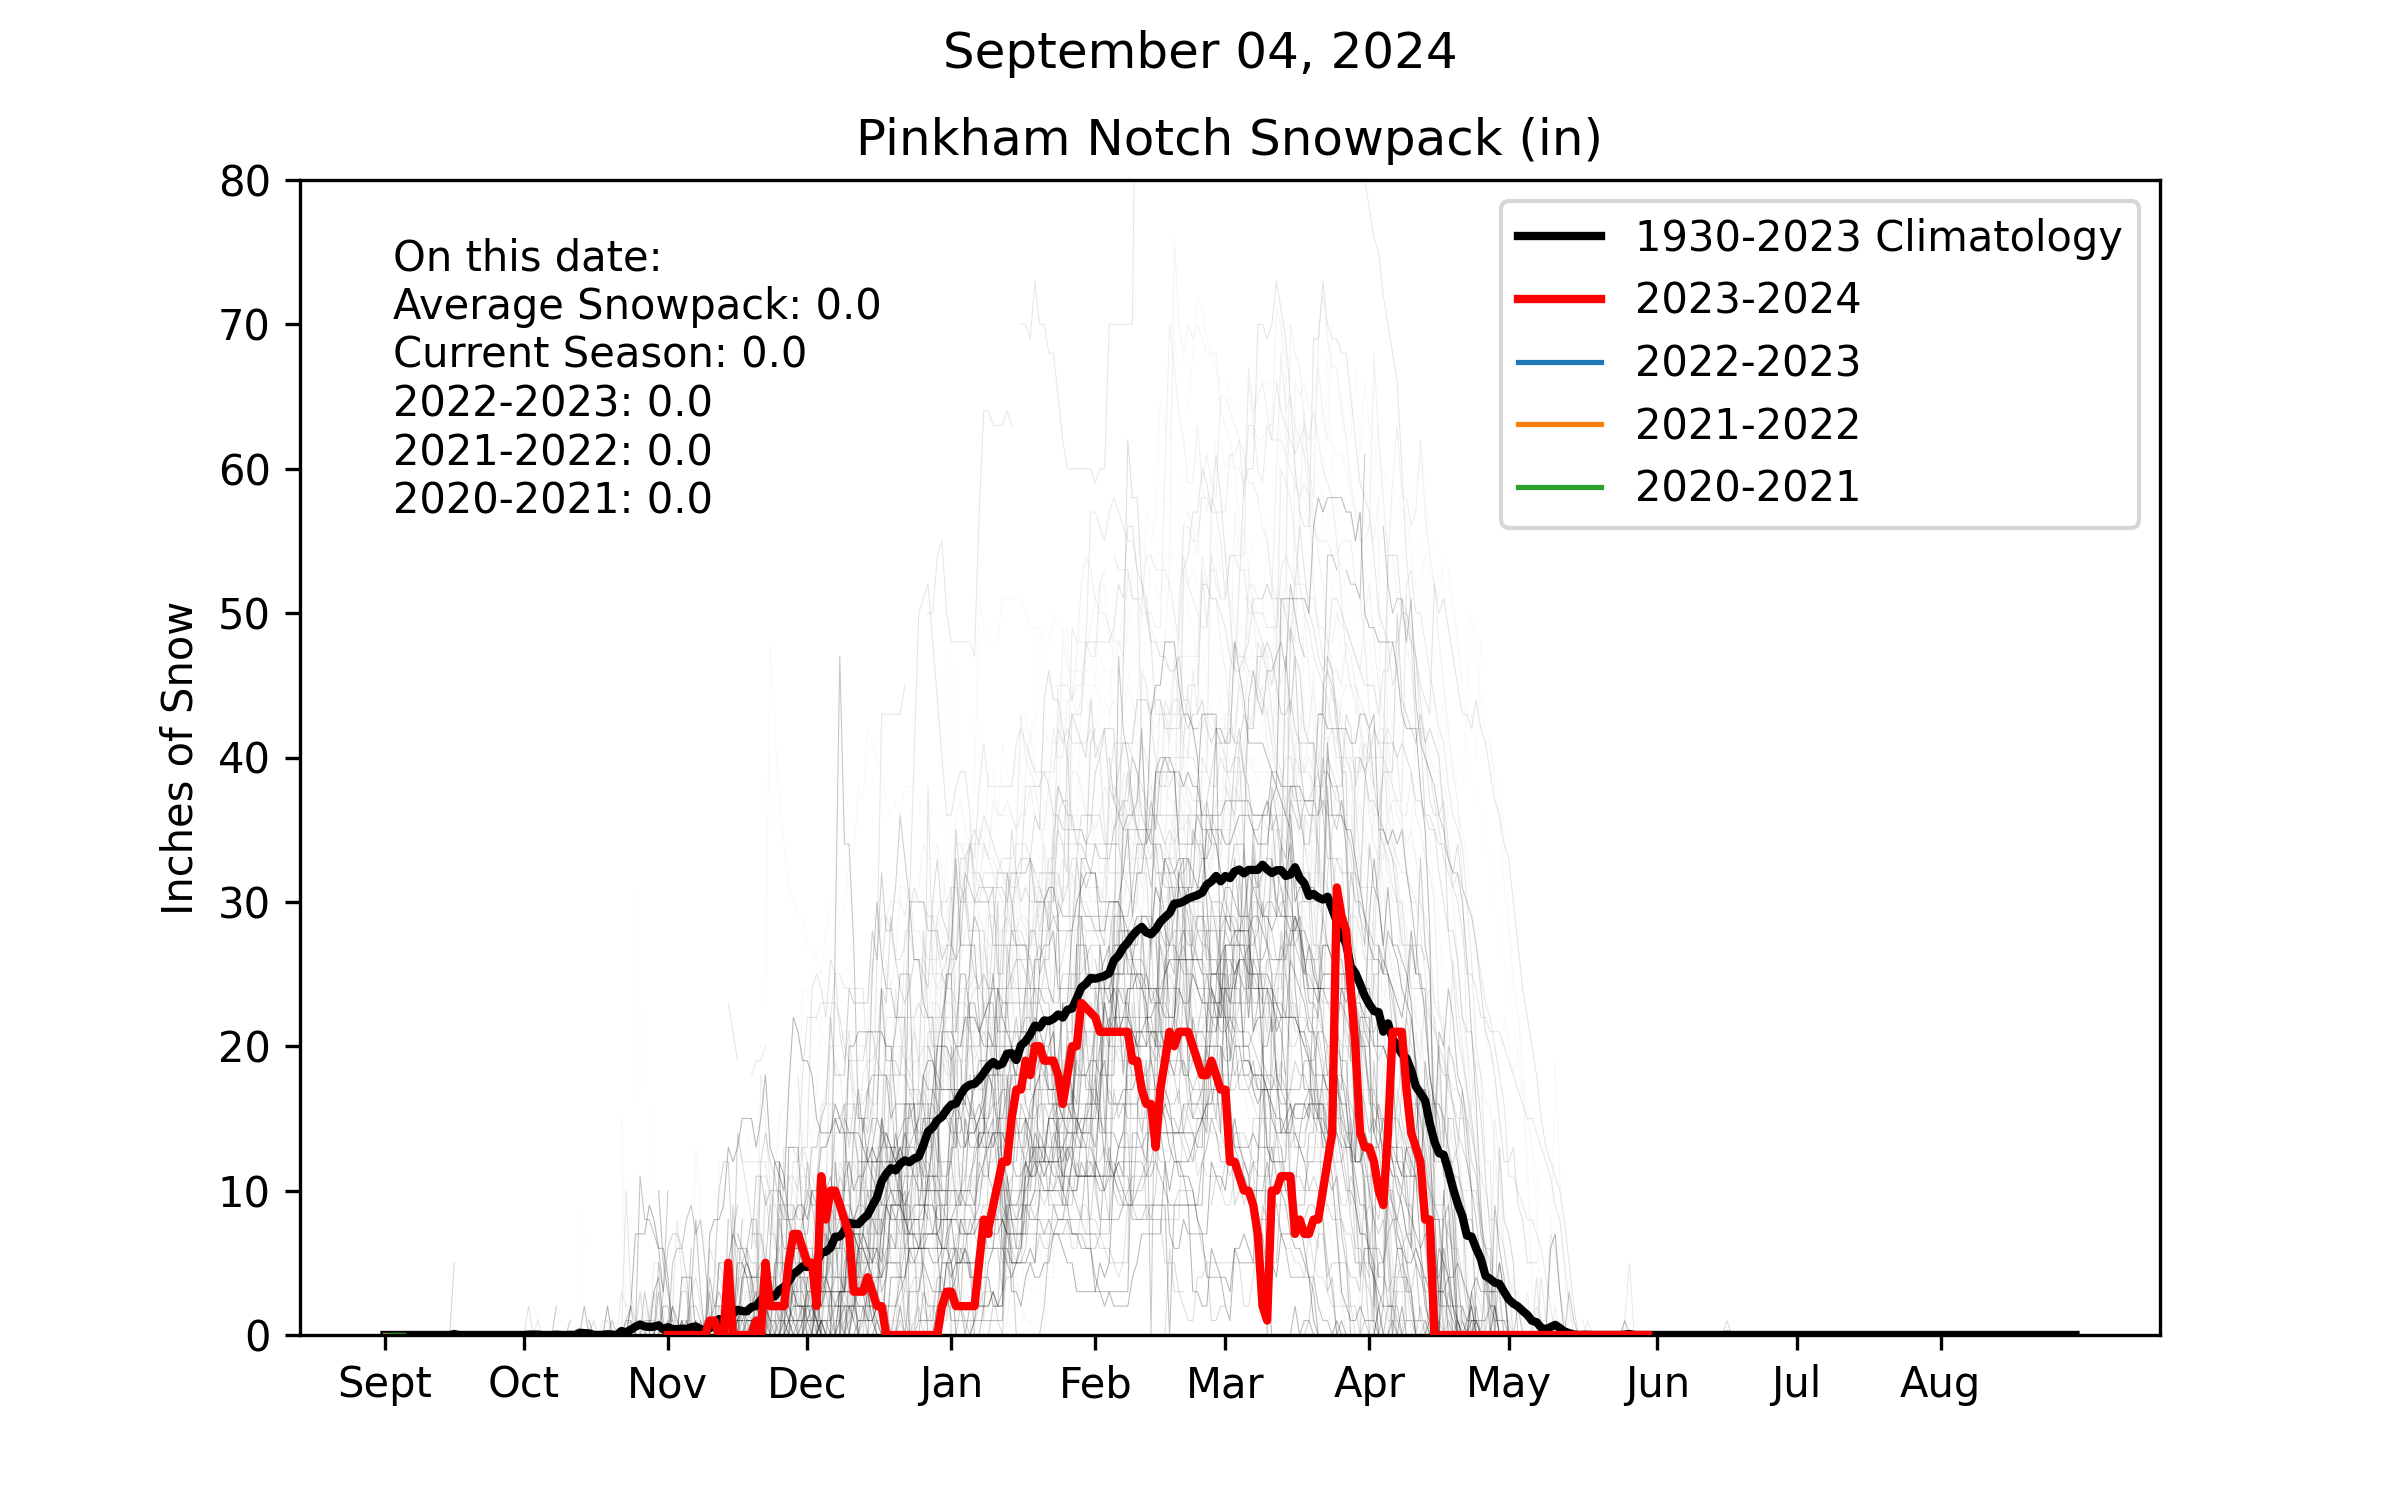 September 04, 2024
Pinkham Notch Snowpack (in)
80
70
60
50
40
30
20
10
0
Inches of Snow
On this date:
Average Snowpack: 0.0
Current Season: 0.0
2022-2023: 0.0
2021-2022: 0.0
2020-2021: 0.0
1930-2023 Climatology
2023-2024
2022-2023
2021-2022
2020-2021
Sept Oct Nov Dec Jan Feb Mar Apr May Jun Jul Aug